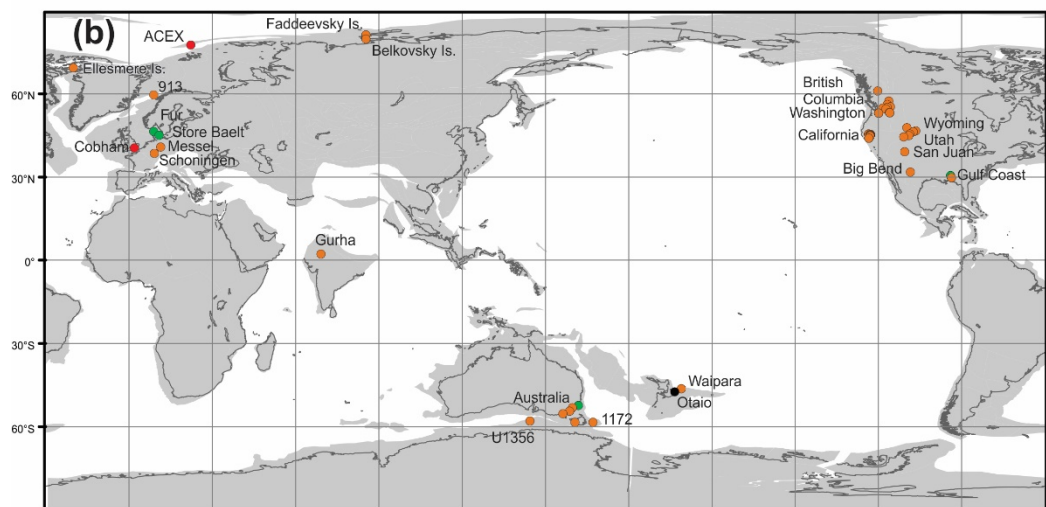 (b)
ACEX
Faddeevsky Is.
Belkovsky Is.
Ellesmere Is.
913
60°N
Fur
Store Baelt
Cobham
Messel
Schoningen
30°N
Gurha
0°
30°S
Australia
60°S
U1356
1172
Waipara
Otaio
British
Columbia
Washington
California
Wyoming
Utah
San Juan
Big Bend
Gulf Coast